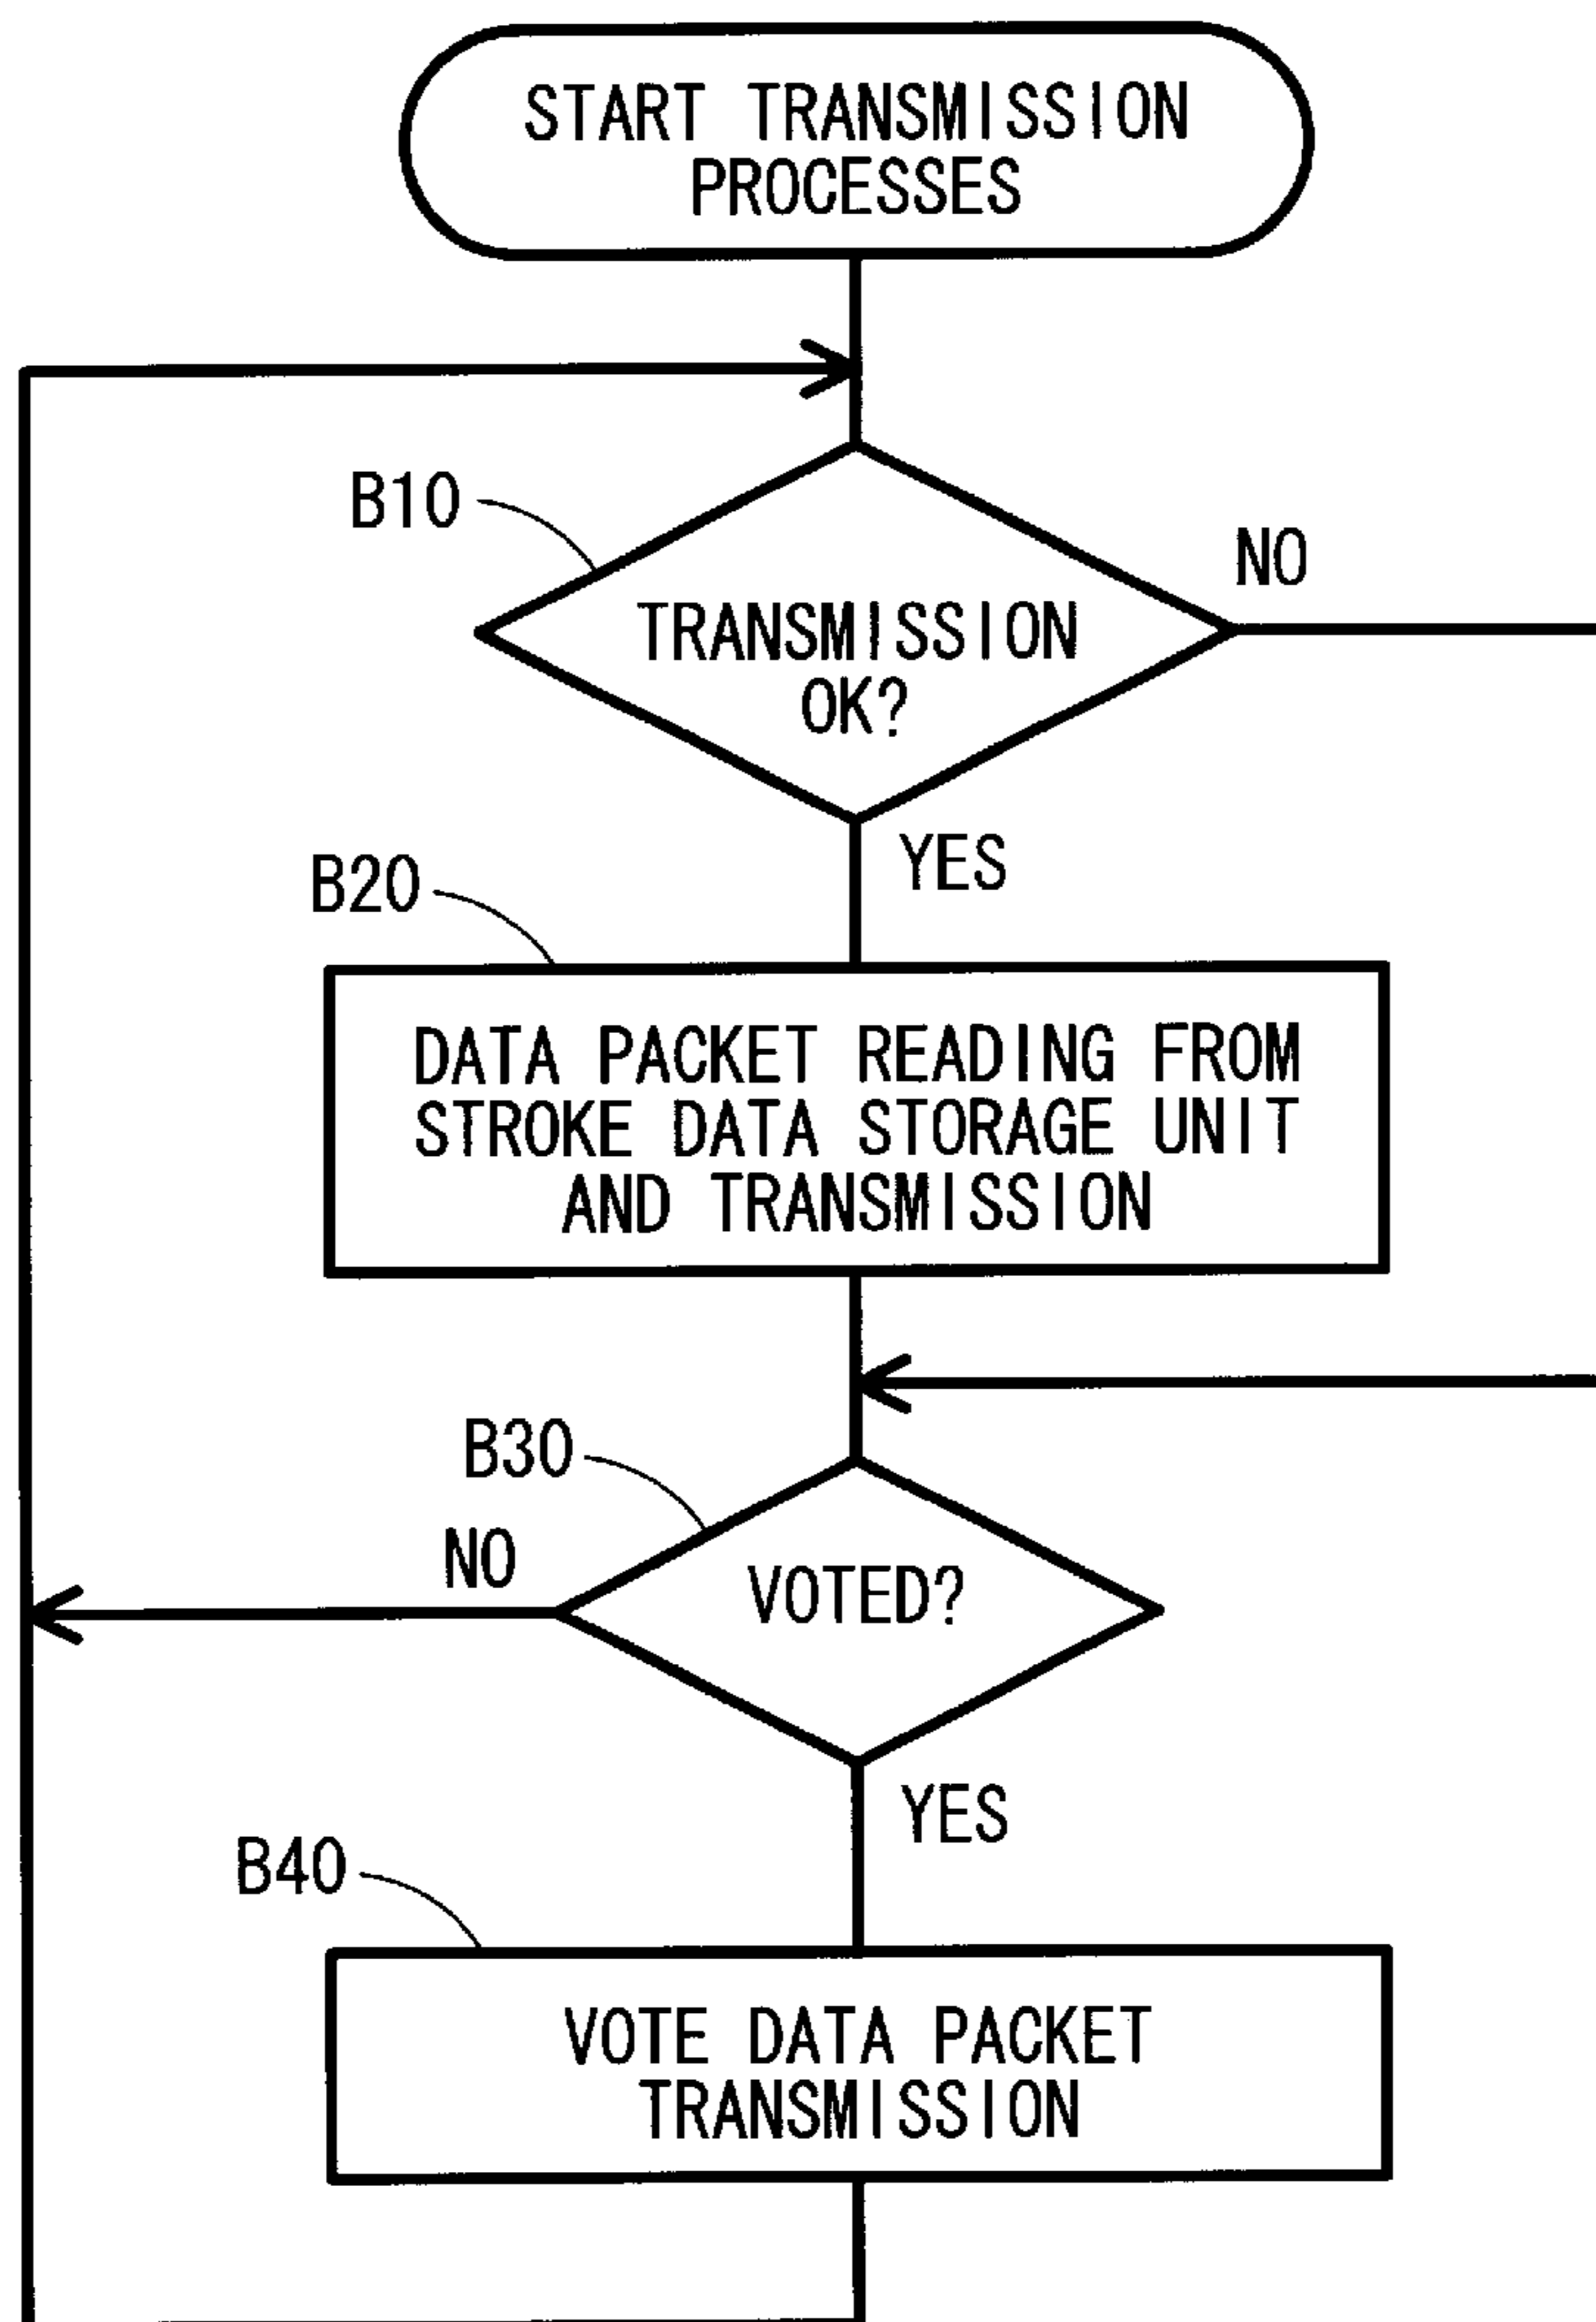 START TRANSMISSION
PROCESSES
B10
NO
TRANSMISSION
OK?
YES
B20
DATA PACKET READING FROM
STROKE DATA STORAGE UNIT
AND TRANSMISSION
B30
NO
VOTED?
YES
B40
VOTE DATA PACKET
TRANSMISSION